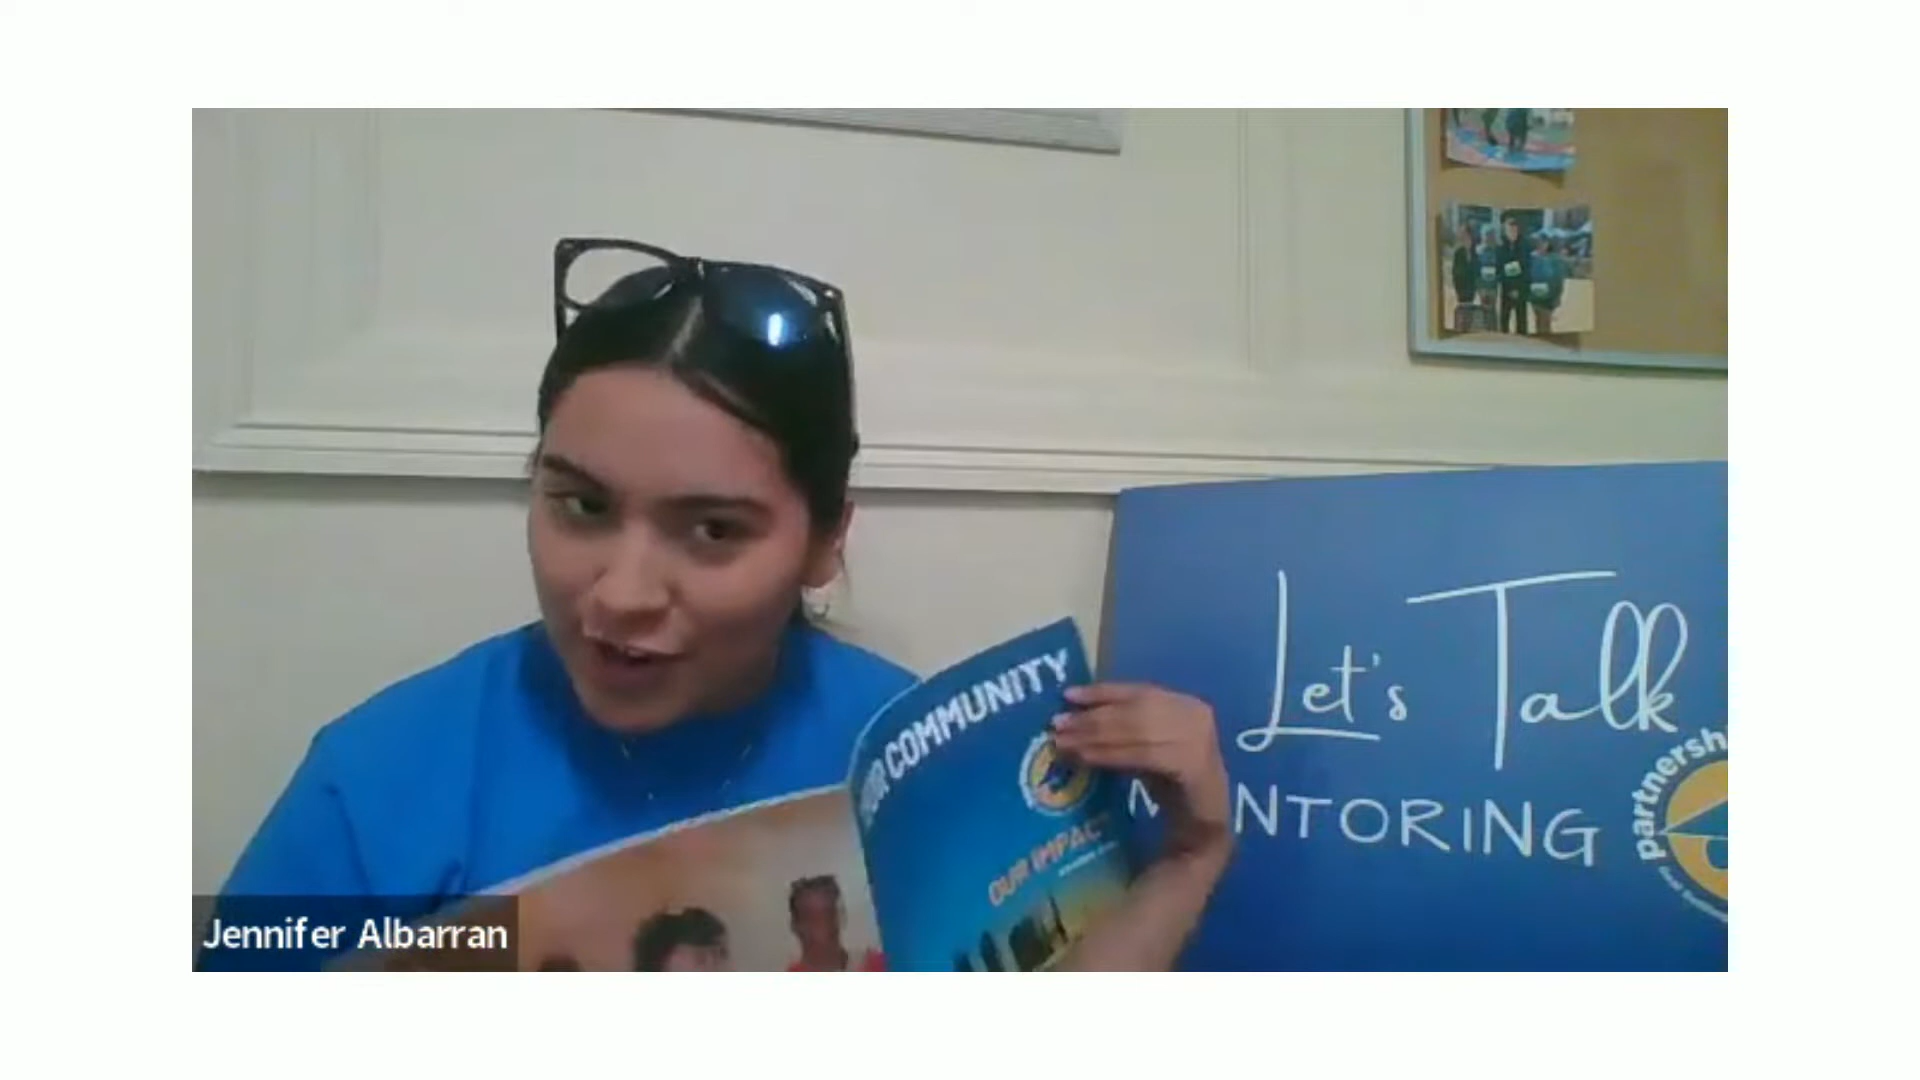 Let's Talk
NTORING
partnersh
OUR COMMUNITY
OUR IMPACT
Jennifer Albarran